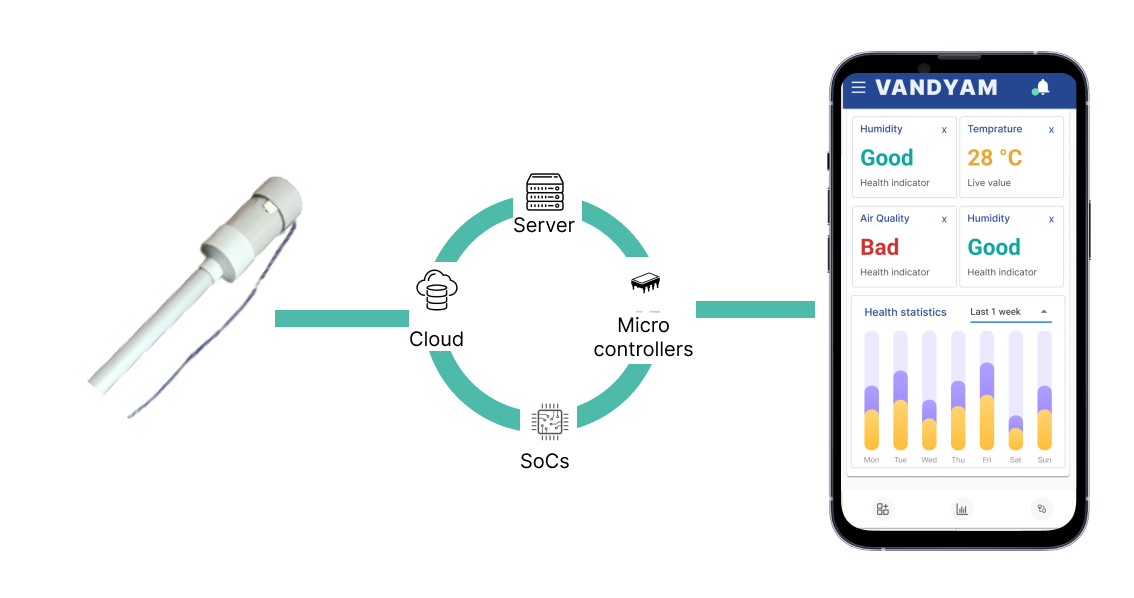 Server
Cloud
Micro
controllers
SoCs
VANDYAM
Humidity x
Good
Health indicator
Temprature x
28 °C
Live value
Air Quality x
Bad
Health indicator
Humidity x
Good
Health indicator
Health statistics
Last 1 week
Mon Tue Wed Thu Fri Sat Sun